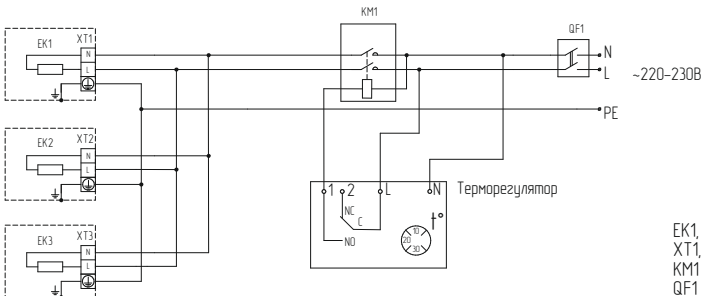 KM1
QF1
EK1
XT1
N
L
N
L
~220-230В
PE
EK2
XT2
N
L
1
2
L
N
Терморегулятор
NC
C
NO
t°
10
20
30
EK3
XT3
N
L
EK1,
XT1,
KM1
QF1